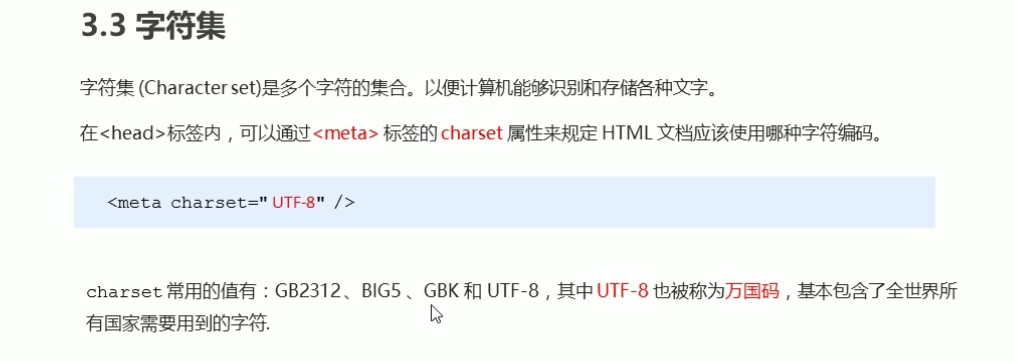 3.3 字符集
字符集 (Character set)是多个字符的集合。以便计算机能够识别和存储各种文字。
在<head>标签内，可以通过<meta> 标签的 charset 属性来规定 HTML 文档应该使用哪种字符编码。
<meta charset=" UTF-8" />
charset 常用的值有：GB2312 、BIG5 、GBK 和 UTF-8，其中 UTF-8 也被称为万国码，基本包含了全世界所
有国家需要用到的字符.